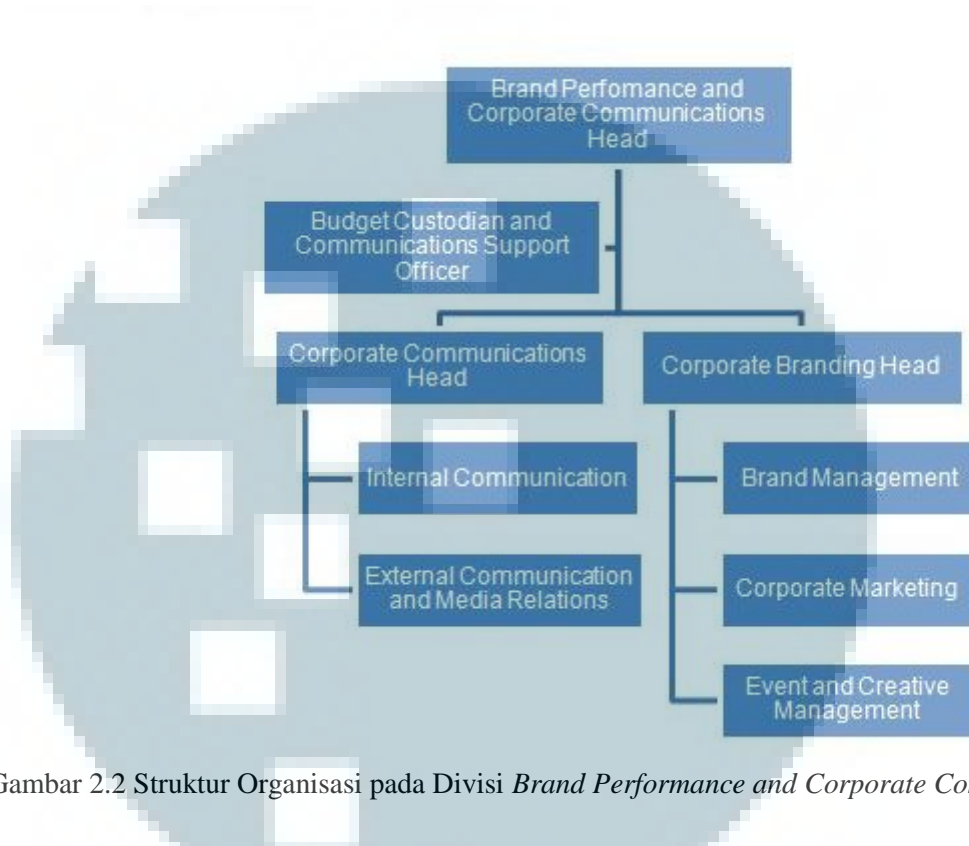 Brand Perfomance and
Corporate Communications
Head
Budget Custodian and
Communications Support
Officer
Corporate Communications
Head
Corporate Branding Head
Internal Communication
Brand Management
External Communication
and Media Relations
Corporate Marketing
Event and Creative
Management
Gambar 2.2 Struktur Organisasi pada Divisi Brand Performance and Corporate